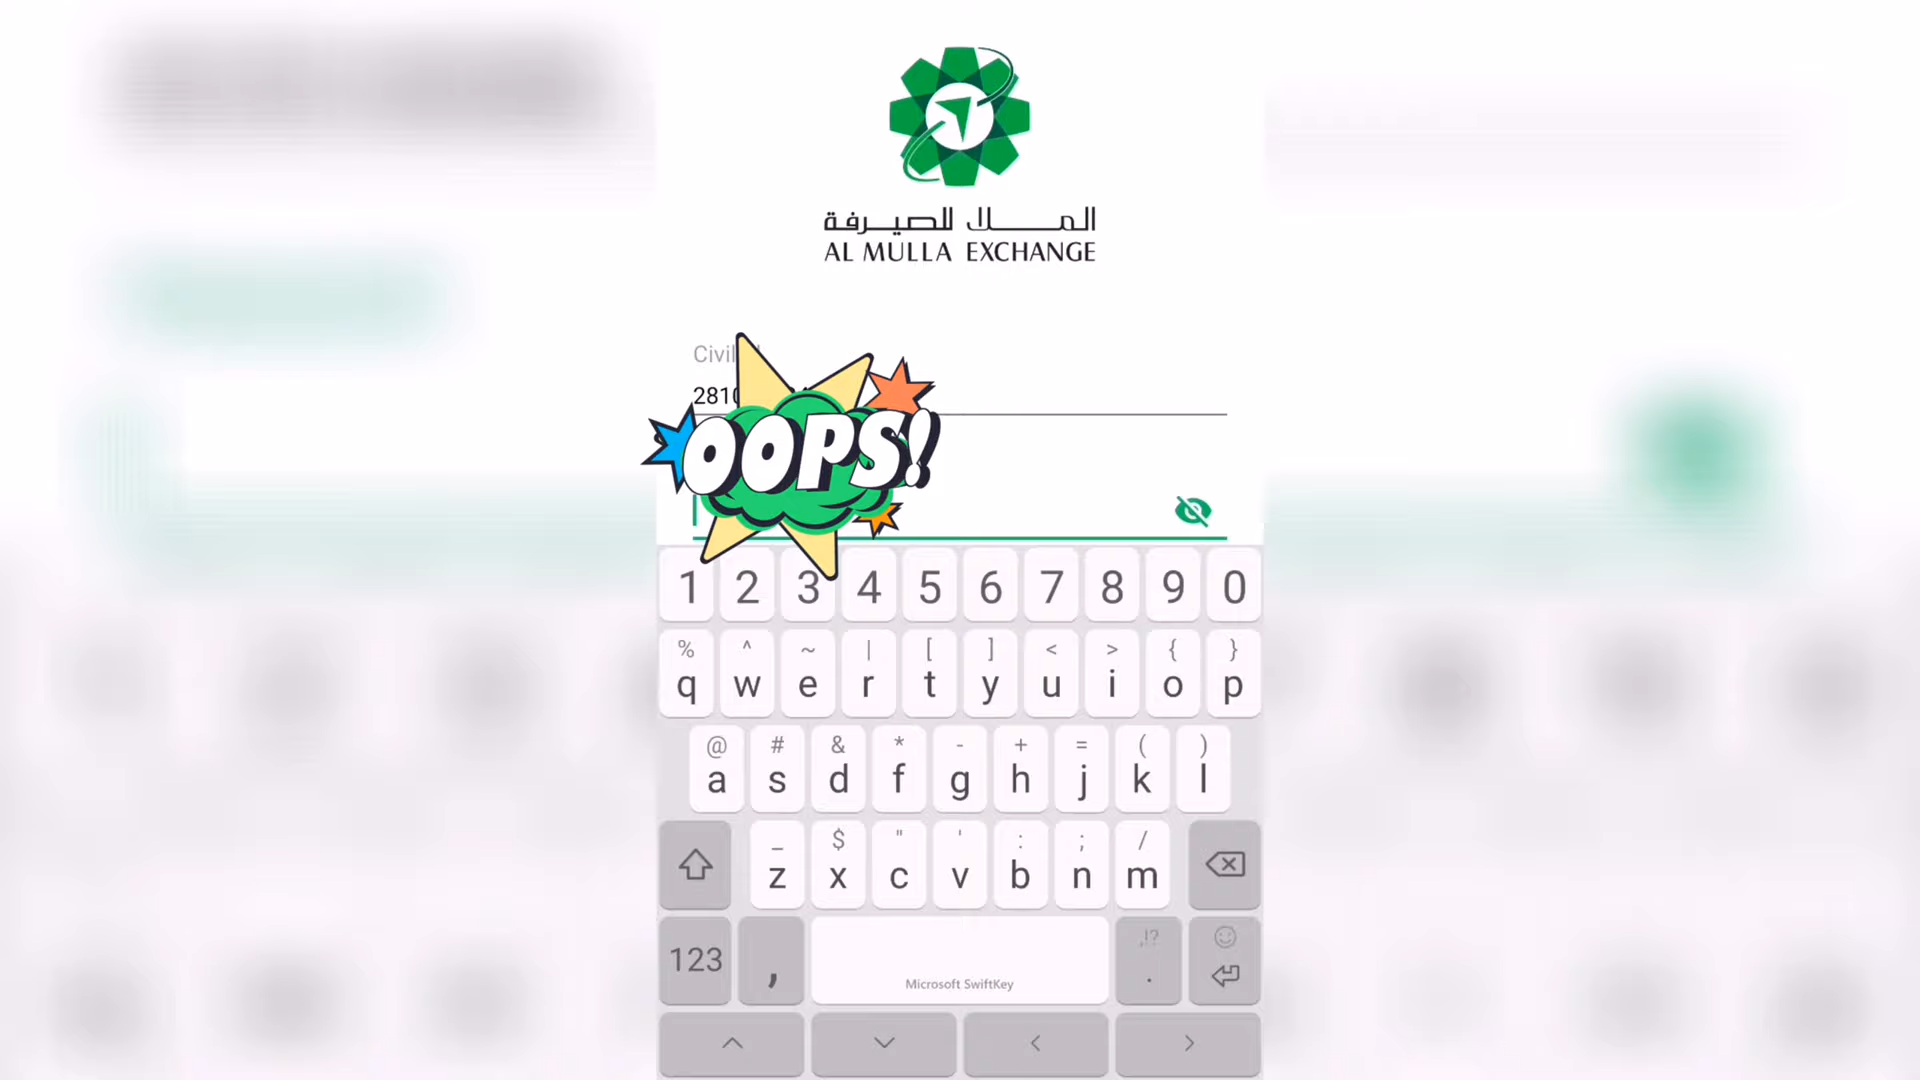 الملا للصيرفة
AL MULLA EXCHANGE
Civil
2810
OOPS!
1 2 3 4 5 6 7 8 9 0
% ^ ~ | [ ] < > { }
q w e r t y u i o p
@ # & * - + = ( )
a s d f g h j k l
_ $ " ' : ; /
z x c v b n m
123 , Microsoft SwiftKey ,!? .